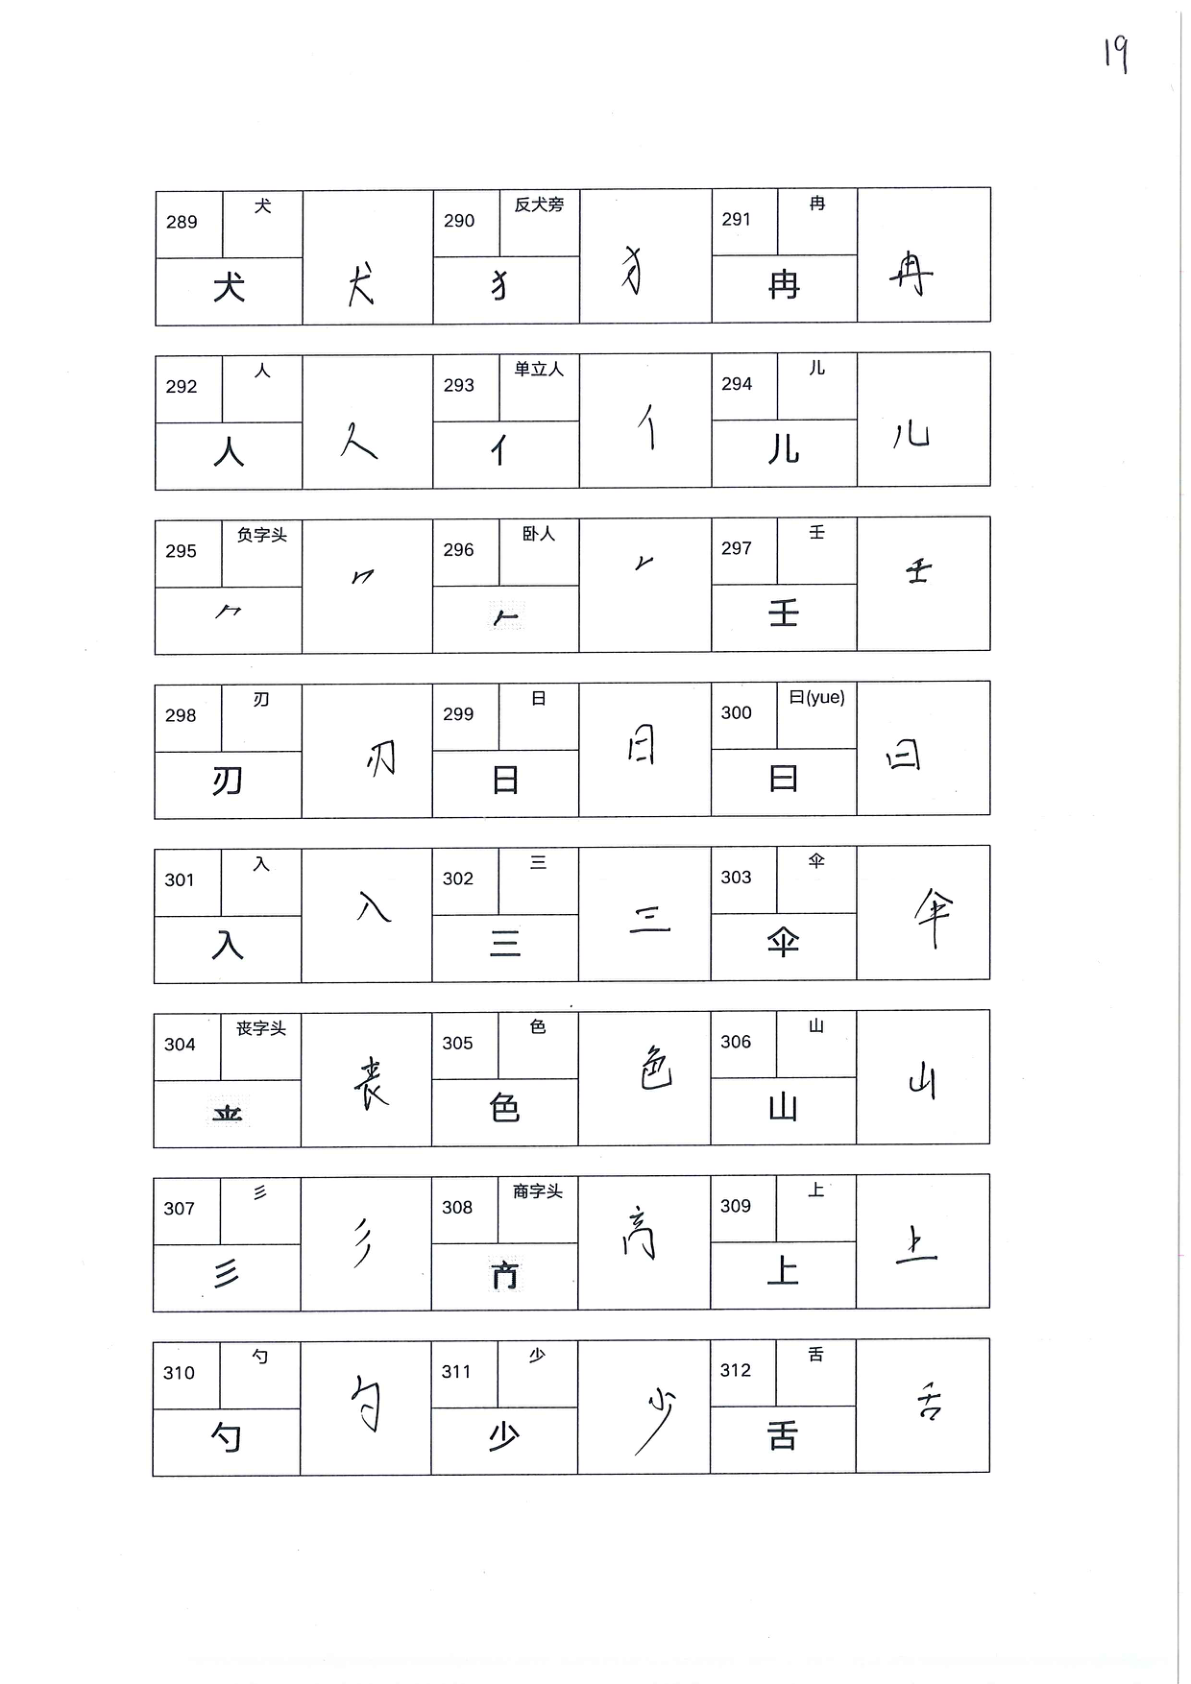 19
289 犬 犬 犬
290 反犬旁 犭 犭
291 冉 冉 冉
292 人 人 人
293 单立人 亻 亻
294 儿 儿 儿
295 负字头 ⺈ ⺈
296 卧人 𠂉 𠂉
297 壬 壬 壬
298 刃 刃 刃
299 日 日 日
300 曰(yue) 曰 曰
301 入 入 入
302 三 三 三
303 伞 伞 伞
304 丧字头 丧
305 色 色 色
306 山 山 山
307 彡 彡 彡
308 商字头
309 上 上 上
310 勺 勺 勺
311 少 少 少
312 舌 舌 舌